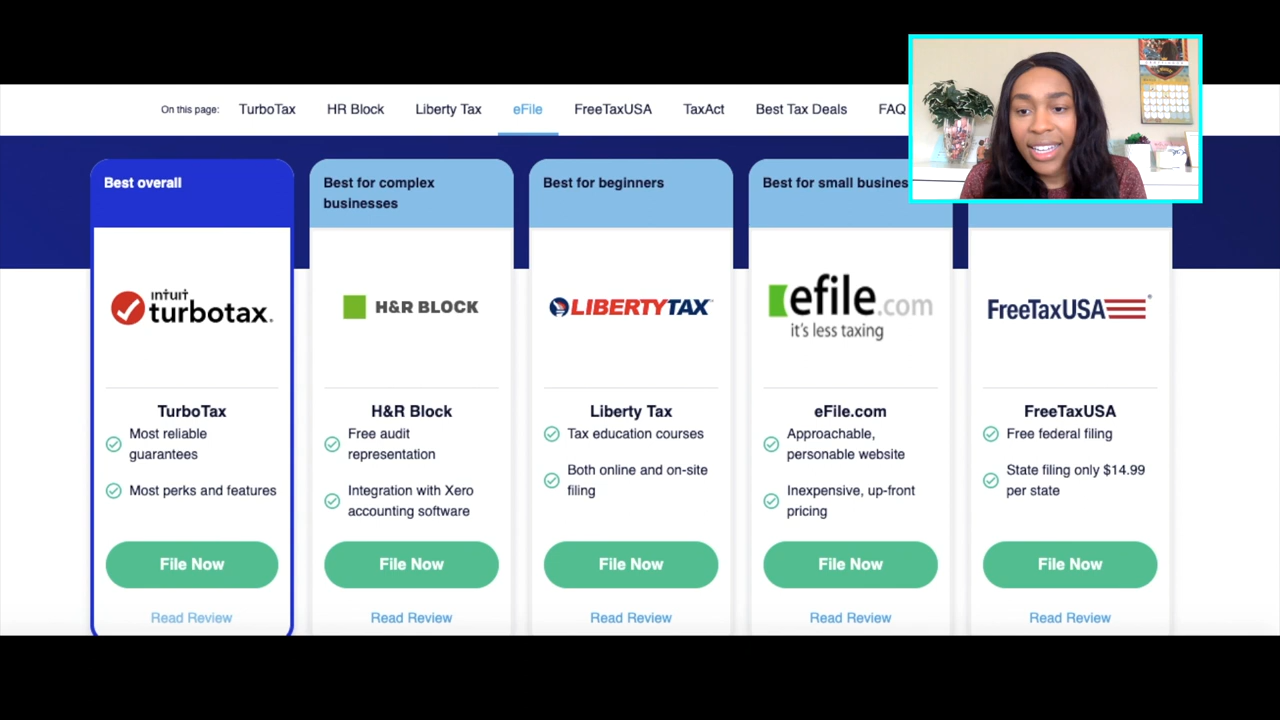 On this page: TurboTax HR Block Liberty Tax eFile FreeTaxUSA TaxAct Best Tax Deals FAQ
Best overall
Best for complex
businesses
Best for beginners
Best for small busines
intuit
turbotax.
H&R BLOCK
LIBERTY TAX
efile.com
it's less taxing
FreeTaxUSA
TurboTax
Most reliable
guarantees
Most perks and features
File Now
Read Review
H&R Block
Free audit
representation
Integration with Xero
accounting software
File Now
Read Review
Liberty Tax
Tax education courses
Both online and on-site
filing
File Now
Read Review
eFile.com
Approachable,
personable website
Inexpensive, up-front
pricing
File Now
Read Review
FreeTaxUSA
Free federal filing
State filing only $14.99
per state
File Now
Read Review